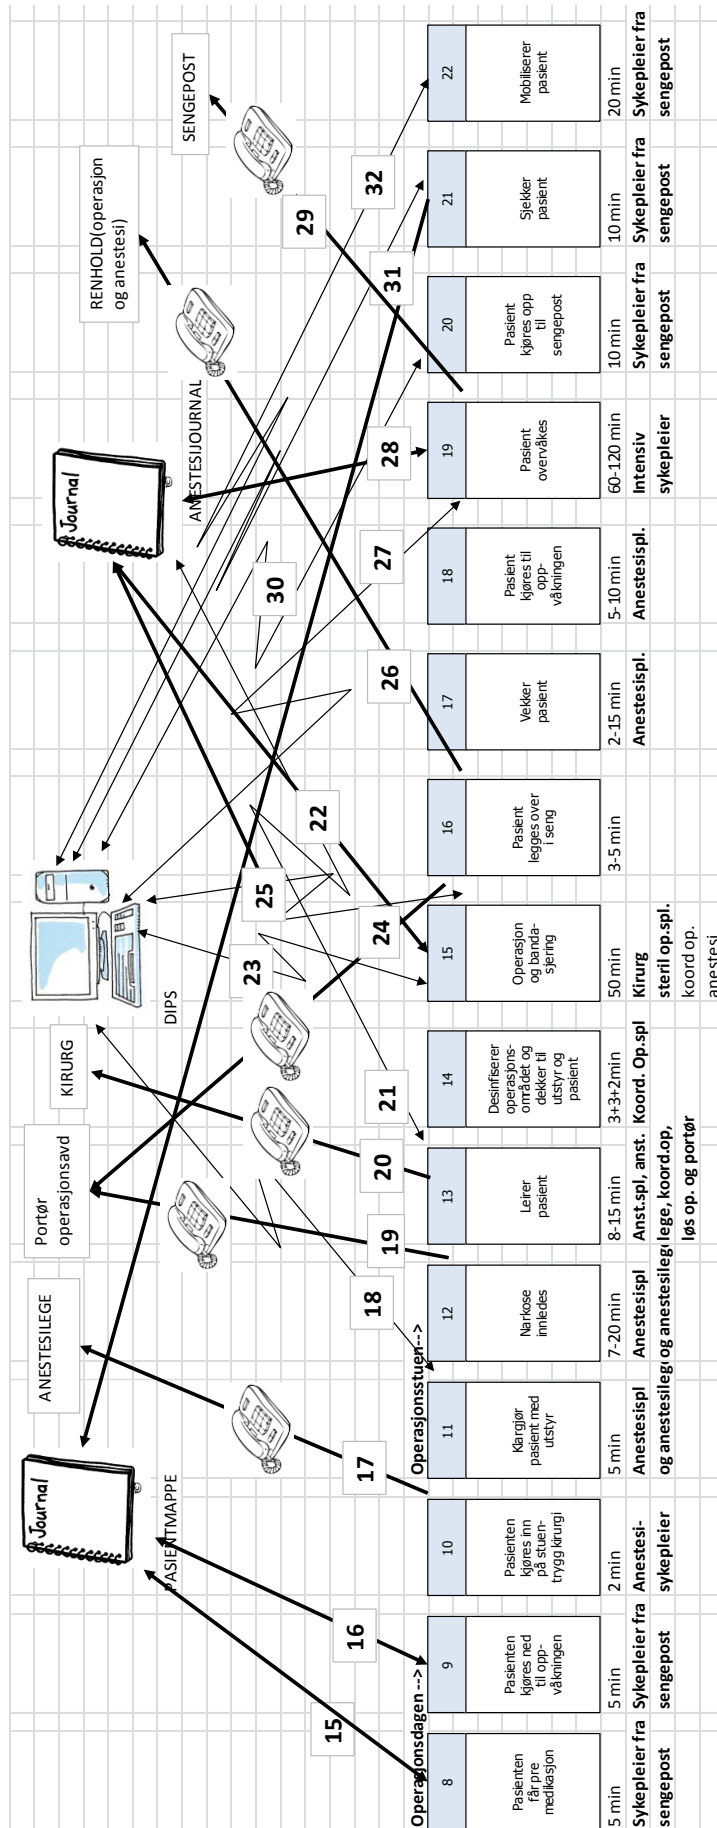 Journal
PASIENTMAPPE
ANESTESILEGE
Portør
operasjonsavd
KIRURG
DIPS
Journal
ANESTESIJOURNAL
RENHOLD(operasjon
og anestesi)
SENGEPOST
15
16
17
18
19
20
21
22
23
24
25
26
27
28
29
30
31
32
Operasjonsdagen -->
Operasjonsstuen-->
8
Pasienten
får pre
medikasjon
5 min
Sykepleier fra
sengepost
9
Pasienten
kjøres ned
til opp-
våkningen
5 min
Sykepleier fra
sengepost
10
Pasienten
kjøres inn
på stuen-
trygg kirurgi
2 min
Anestesi-
sykepleier
11
Klargjør
pasient med
utstyr
5 min
Anestesispl
og anestesilege
12
Narkose
innledes
7-20 min
Anestesispl
og anestesilege
13
Leirer
pasient
8-15 min
Anst.spl, anst.
lege, koord.op,
løs op. og portør
14
Desinfiserer
operasjons-
området og
dekker til
utstyr og
pasient
3+3+2min
Koord. Op.spl
15
Operasjon
og banda-
sjering
50 min
Kirurg
steril op.spl.
koord op.
anestesi
16
Pasient
legges over
i seng
3-5 min
17
Vekker
pasient
2-15 min
Anestesispl.
18
Pasient
kjøres til
opp-
våkningen
5-10 min
Anestesispl.
19
Pasient
overvåkes
60-120 min
Intensiv
sykepleier
20
Pasient
kjøres opp
til
sengepost
10 min
Sykepleier fra
sengepost
21
Sjekker
pasient
10 min
Sykepleier fra
sengepost
22
Mobiliserer
pasient
20 min
Sykepleier fra
sengepost